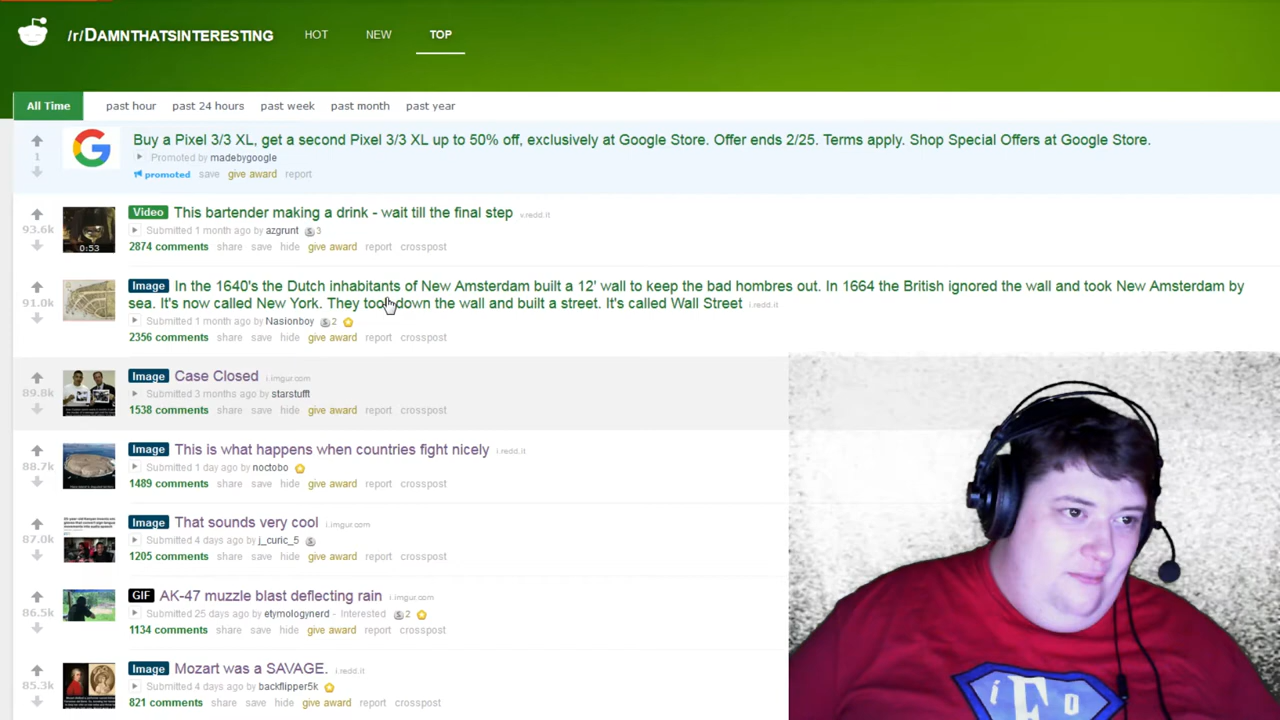 /r/DAMNTHATSINTERESTING HOT NEW TOP
All Time past hour past 24 hours past week past month past year
Buy a Pixel 3/3 XL, get a second Pixel 3/3 XL up to 50% off, exclusively at Google Store. Offer ends 2/25. Terms apply. Shop Special Offers at Google Store.
1
Promoted by madebygoogle
promoted save give award report
Video This bartender making a drink - wait till the final step v.redd.it
93.6k
Submitted 1 month ago by azgrunt 3
0:53
2874 comments share save hide give award report crosspost
Image In the 1640's the Dutch inhabitants of New Amsterdam built a 12' wall to keep the bad hombres out. In 1664 the British ignored the wall and took New Amsterdam by
91.0k
sea. It's now called New York. They took down the wall and built a street. It's called Wall Street i.redd.it
Submitted 1 month ago by Nasionboy 2
2356 comments share save hide give award report crosspost
Image Case Closed i.imgur.com
89.8k
Submitted 3 months ago by starstufft
1538 comments share save hide give award report crosspost
Image This is what happens when countries fight nicely i.redd.it
88.7k
Submitted 1 day ago by noctobo
1489 comments share save hide give award report crosspost
Image That sounds very cool i.imgur.com
87.0k
Submitted 4 days ago by j_curic_5
1205 comments share save hide give award report crosspost
GIF AK-47 muzzle blast deflecting rain i.imgur.com
86.5k
Submitted 25 days ago by etymologynerd - Interested 2
1134 comments share save hide give award report crosspost
Image Mozart was a SAVAGE. i.redd.it
85.3k
Submitted 4 days ago by backflipper5k
821 comments share save hide give award report crosspost